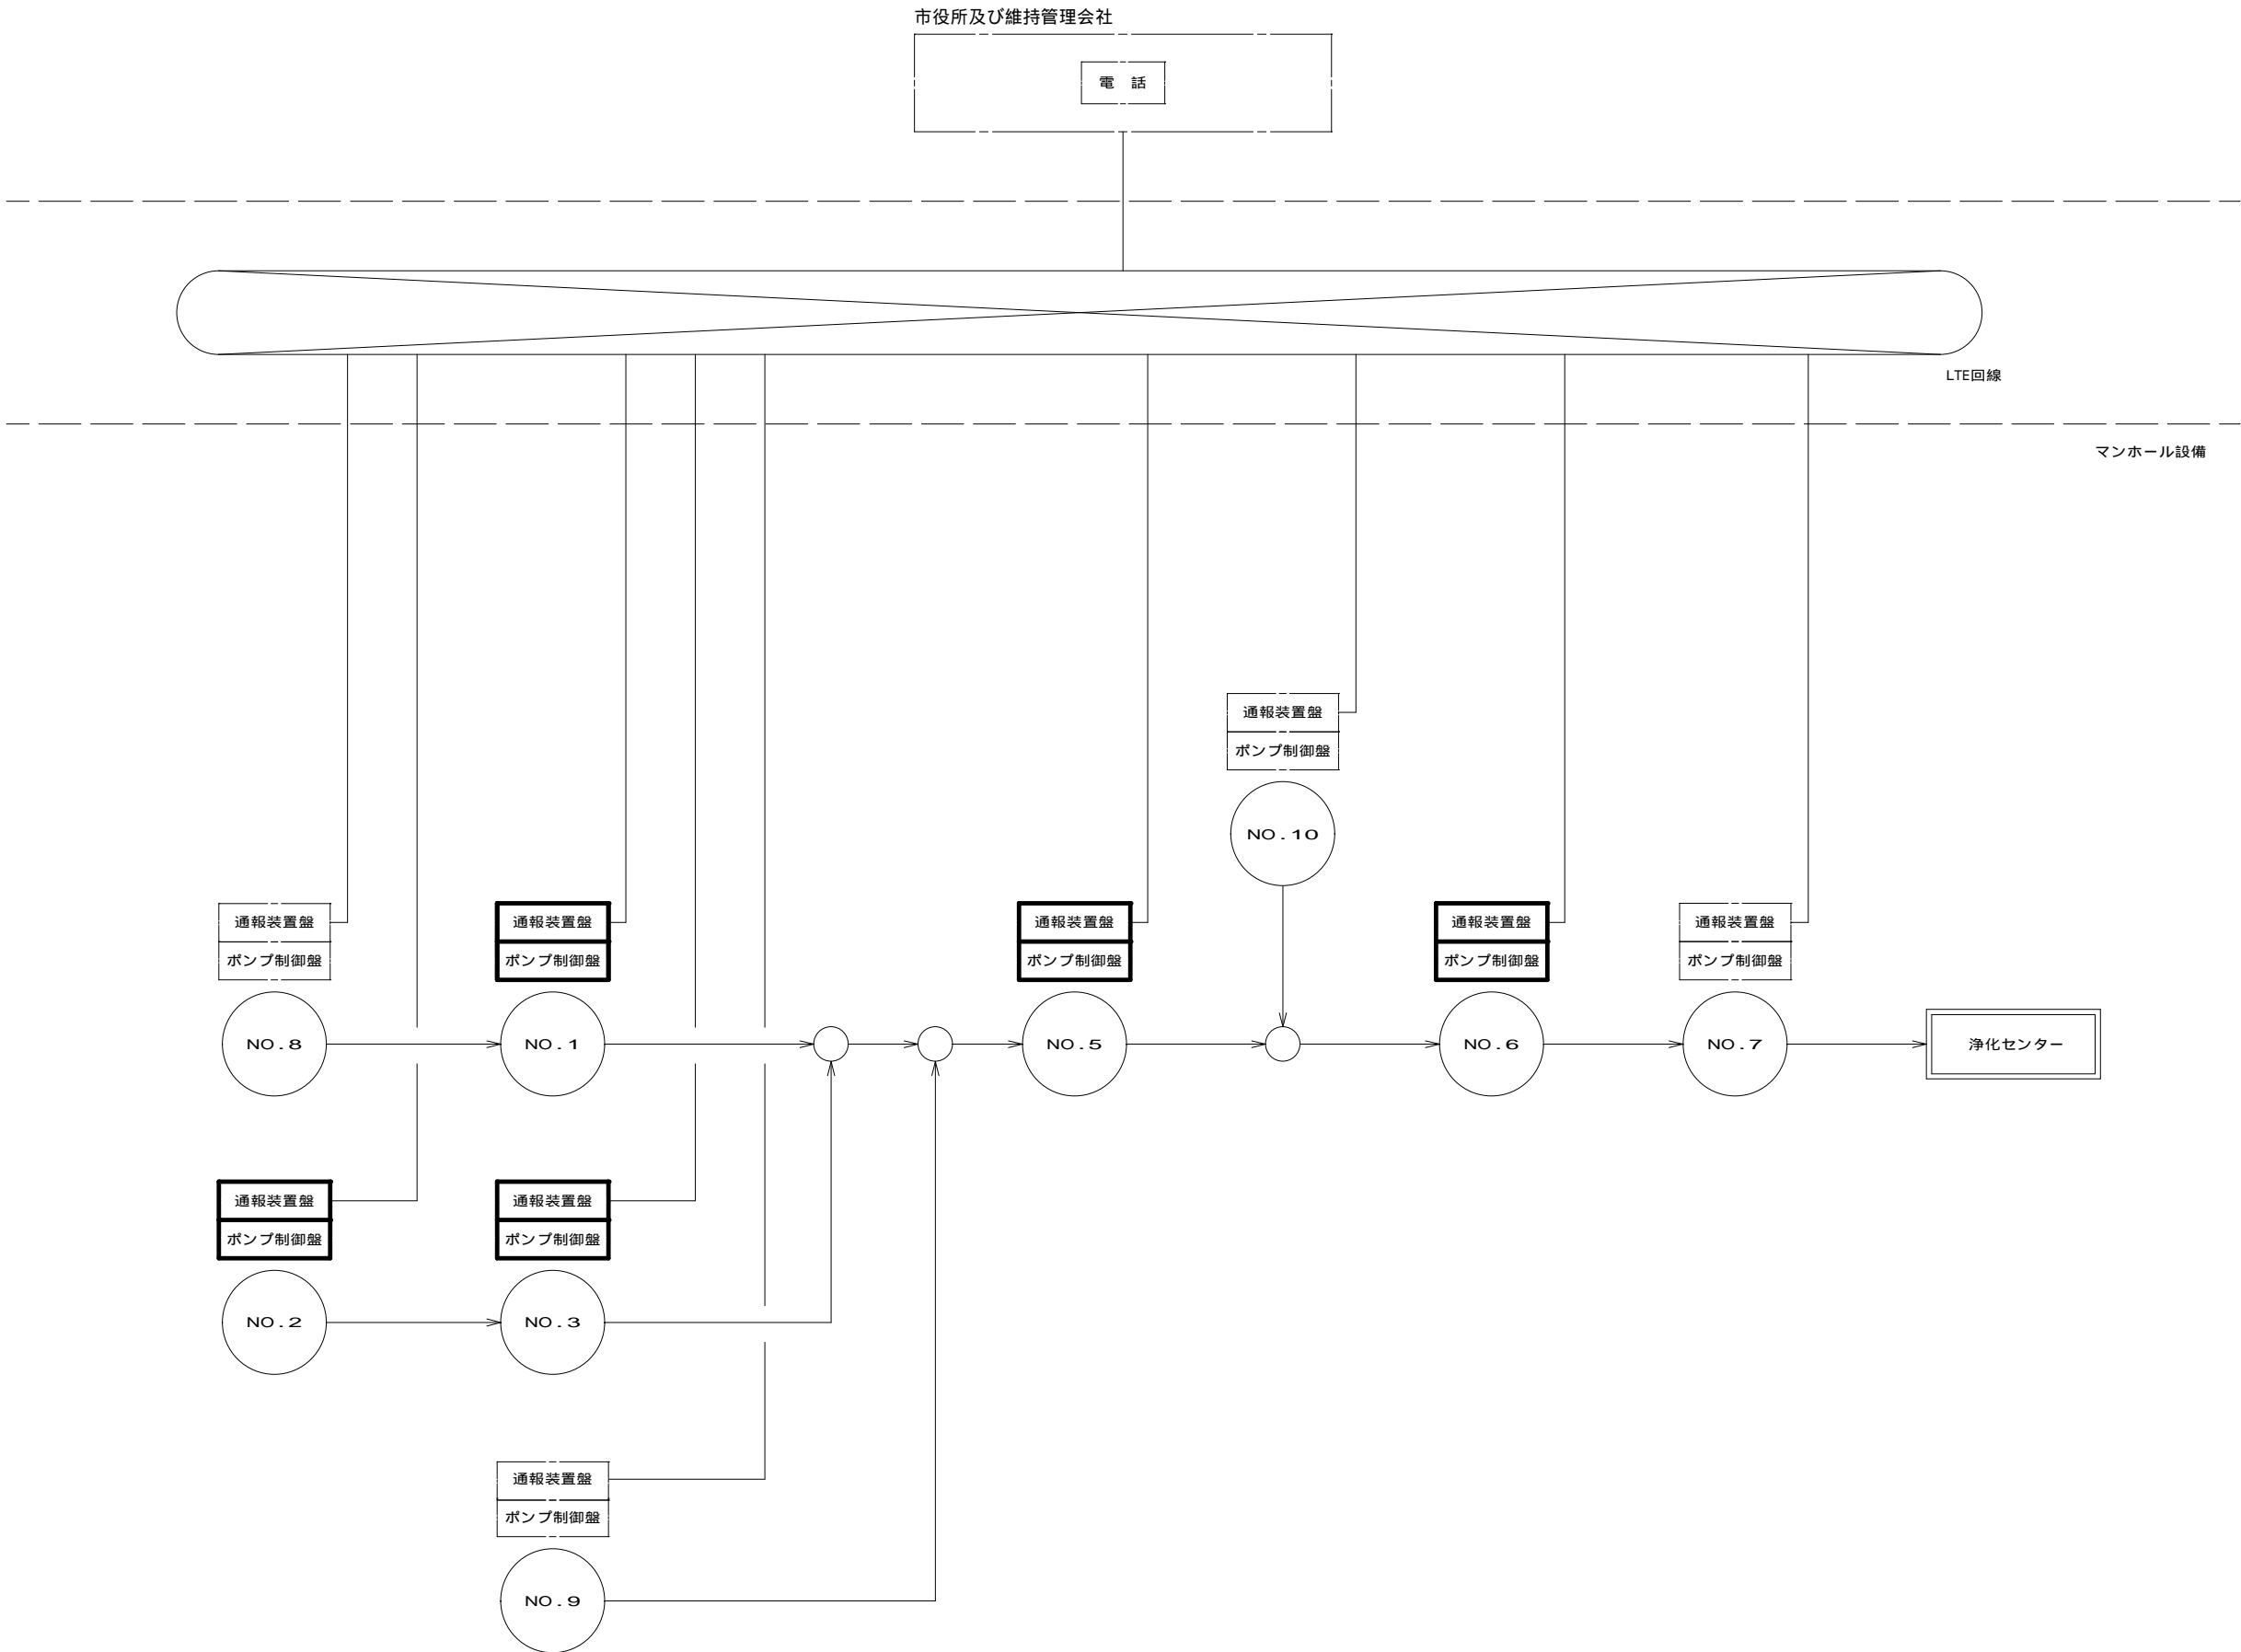 市役所及び維持管理会社
電 話
LTE回線
マンホール設備
通報装置盤
ポンプ制御盤
NO.10
通報装置盤
ポンプ制御盤
NO.8
通報装置盤
ポンプ制御盤
NO.1
通報装置盤
ポンプ制御盤
NO.5
通報装置盤
ポンプ制御盤
NO.6
通報装置盤
ポンプ制御盤
NO.7
浄化センター
通報装置盤
ポンプ制御盤
NO.2
通報装置盤
ポンプ制御盤
NO.3
通報装置盤
ポンプ制御盤
NO.9